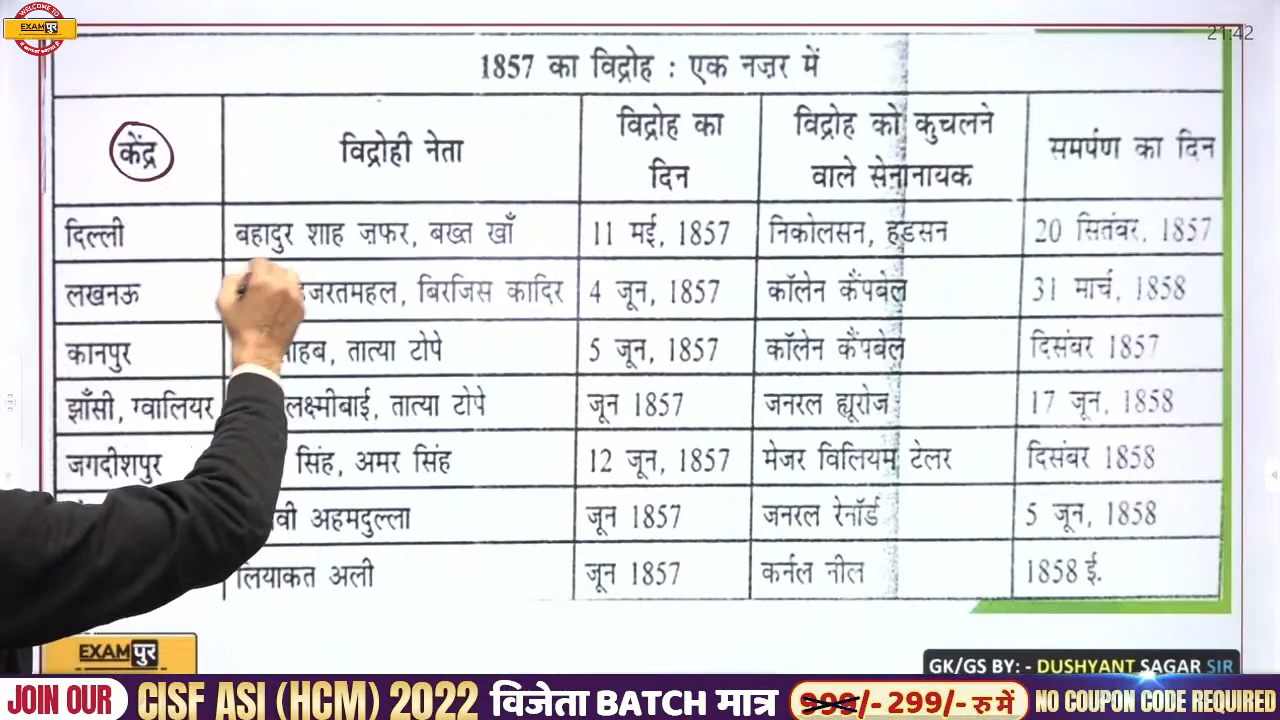 WELCOME TO
EXAM पुर
21:42
1857 का विद्रोह : एक नज़र में
केंद्र विद्रोही नेता विद्रोह का दिन विद्रोह को कुचलने वाले सेनानायक समर्पण का दिन
दिल्ली बहादुर शाह ज़फर, बख्त खाँ 11 मई, 1857 निकोलसन, हडसन 20 सितंबर, 1857
लखनऊ हजरतमहल, बिरजिस कादिर 4 जून, 1857 कॉलेन कैंपबेल 31 मार्च, 1858
कानपुर साहब, तात्या टोपे 5 जून, 1857 कॉलेन कैंपबेल दिसंबर 1857
झाँसी, ग्वालियर लक्ष्मीबाई, तात्या टोपे जून 1857 जनरल ह्यूरोज 17 जून, 1858
जगदीशपुर सिंह, अमर सिंह 12 जून, 1857 मेजर विलियम टेलर दिसंबर 1858
वी अहमदुल्ला जून 1857 जनरल रेनॉर्ड 5 जून, 1858
लियाकत अली जून 1857 कर्नल नील 1858 ई.
EXAM पुर
GK/GS BY: - DUSHYANT SAGAR SIR
JOIN OUR CISF ASI (HCM) 2022 विजेता BATCH मात्र 999/- 299/- रु में NO COUPON CODE REQUIRED